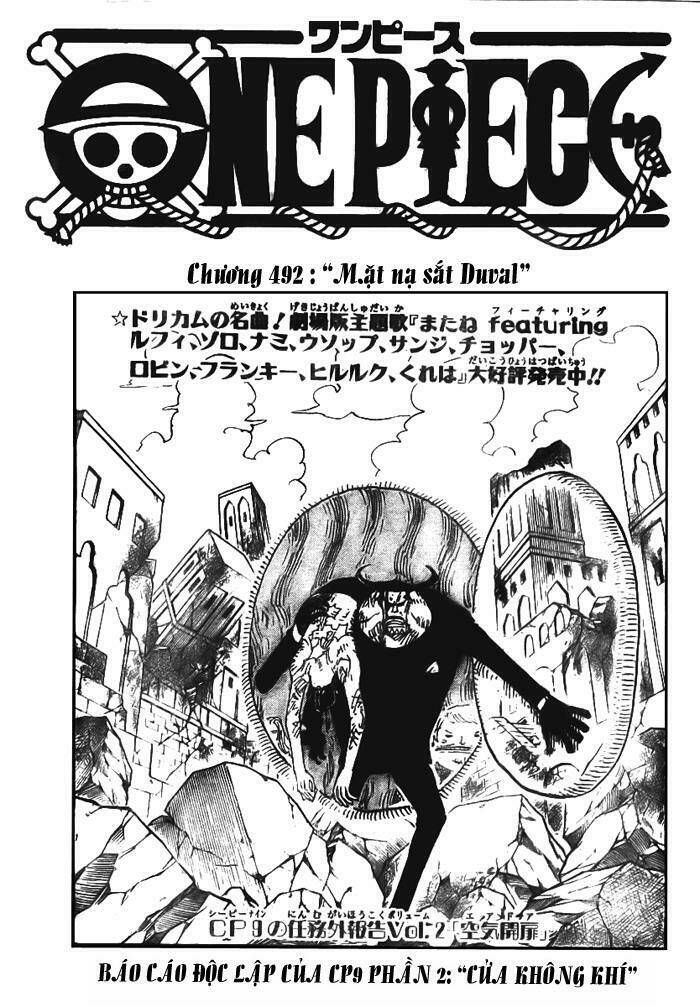 ワンピース
ONE PIECE
Chương 492 : “M.ặt nạ sắt Duval”
☆ドリカムの名曲!劇場版主題歌『またね featuring
ルフィ、ゾロ、ナミ、ウソップ、サンジ、チョッパー、
ロビン、フランキー、ヒルルク、くれは』大好評発売中!!
CP9の任務外報告Vol.2「空気開扉」
BÁO CÁO ĐỘC LẬP CỦA CP9 PHẦN 2: “CỬA KHÔNG KHÍ”